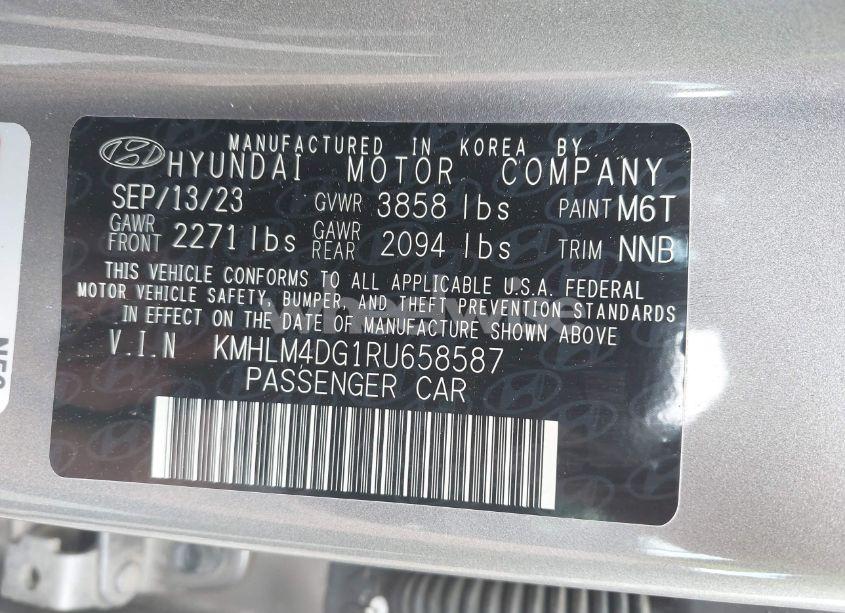 MANUFACTURED IN KOREA BY
HYUNDAI MOTOR COMPANY
SEP/13/23 GVWR 3858 lbs PAINT M6T
GAWR FRONT 2271 lbs GAWR REAR 2094 lbs TRIM NNB
THIS VEHICLE CONFORMS TO ALL APPLICABLE U.S.A. FEDERAL
MOTOR VEHICLE SAFETY, BUMPER, AND THEFT PREVENTION STANDARDS
IN EFFECT ON THE DATE OF MANUFACTURE SHOWN ABOVE
V.I.N KMHLM4DG1RU658587
PASSENGER CAR